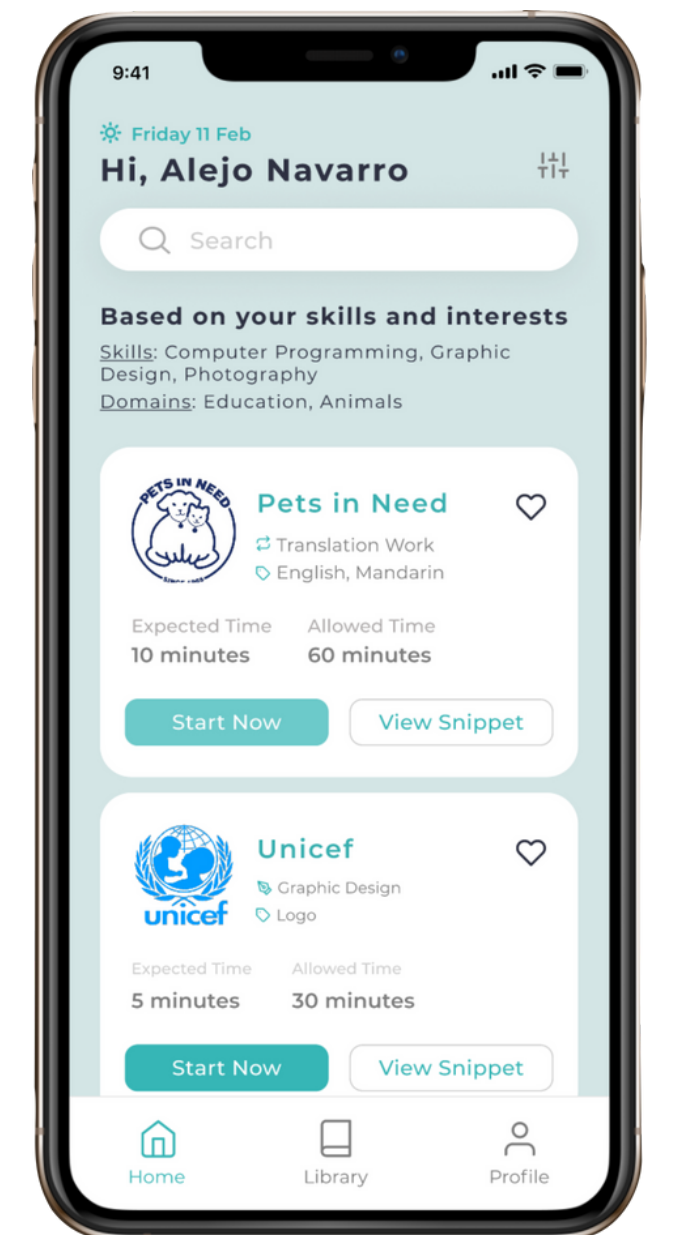 9:41
Friday 11 Feb
Hi, Alejo Navarro
Search
Based on your skills and interests
Skills: Computer Programming, Graphic
Design, Photography
Domains: Education, Animals
PETS IN NEED
Pets in Need
Translation Work
English, Mandarin
Expected Time Allowed Time
10 minutes 60 minutes
Start Now View Snippet
unicef
Unicef
Graphic Design
Logo
Expected Time Allowed Time
5 minutes 30 minutes
Start Now View Snippet
Home Library Profile